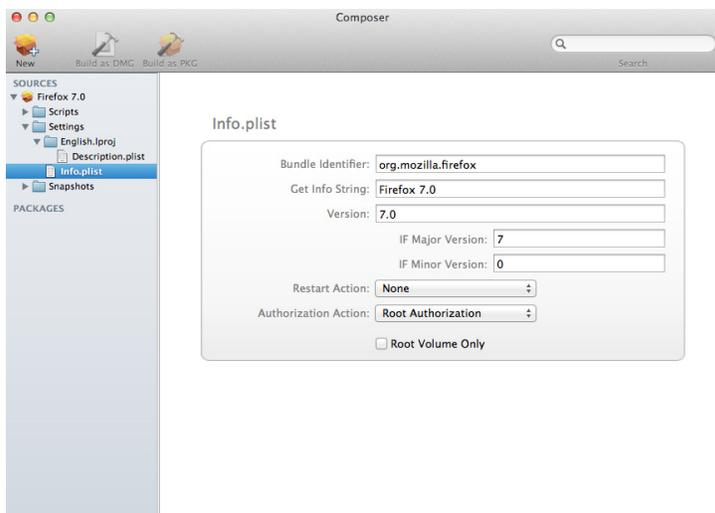 Composer
New
Build as DMG
Build as PKG
Search
SOURCES
Firefox 7.0
Scripts
Settings
English.lproj
Description.plist
Info.plist
Snapshots
PACKAGES
Info.plist
Bundle Identifier: org.mozilla.firefox
Get Info String: Firefox 7.0
Version: 7.0
IF Major Version: 7
IF Minor Version: 0
Restart Action: None
Authorization Action: Root Authorization
Root Volume Only